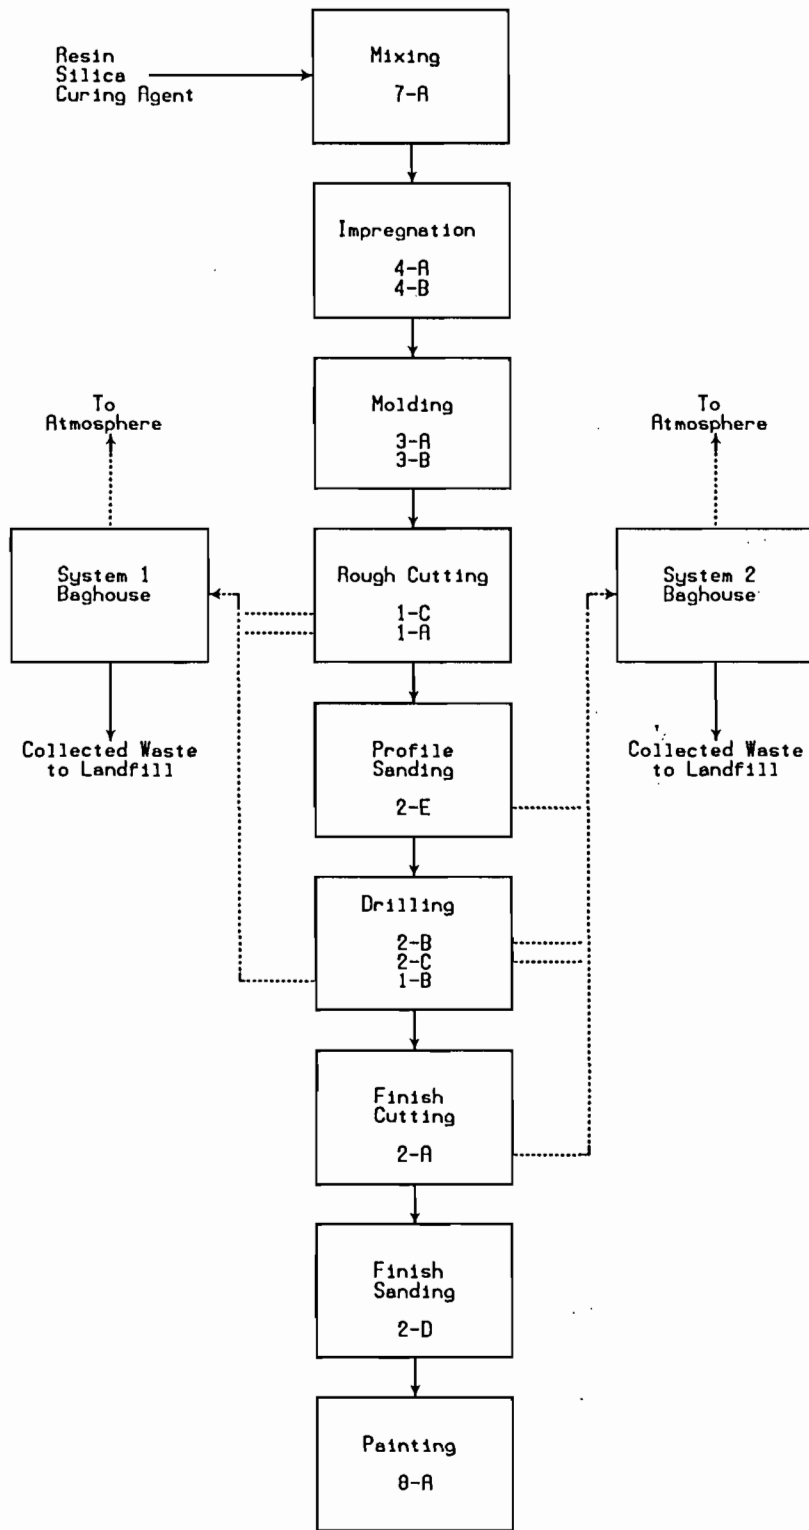 Resin
Silica
Curing Agent
Mixing
7-A
Impregnation
4-A
4-B
Molding
3-A
3-B
To
Atmosphere
To
Atmosphere
System 1
Baghouse
Rough Cutting
1-C
1-A
System 2
Baghouse
Collected Waste
to Landfill
Profile
Sanding
2-E
Collected Waste
to Landfill
Drilling
2-B
2-C
1-B
Finish
Cutting
2-A
Finish
Sanding
2-D
Painting
8-A